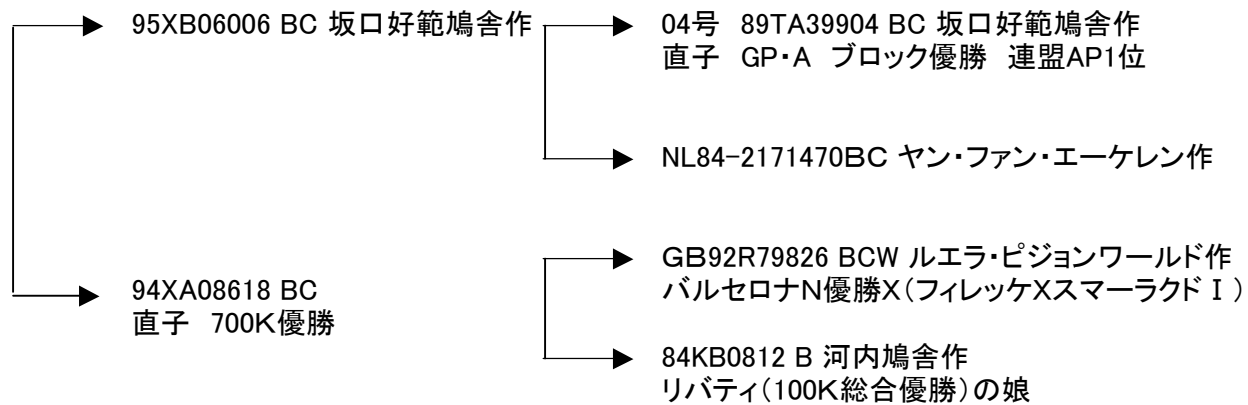 95XB06006 BC 坂口好範鳩舎作
04号 89TA39904 BC 坂口好範鳩舎作
直子 GP・A ブロック優勝 連盟AP1位
NL84-2171470BC ヤン・ファン・エーケレン作
94XA08618 BC
直子 700K優勝
GB92R79826 BCW ルエラ・ピジョンワールド作
バルセロナN優勝X(フィレッケXスマーラクドⅠ)
84KB0812 B 河内鳩舎作
リバティ(100K総合優勝)の娘